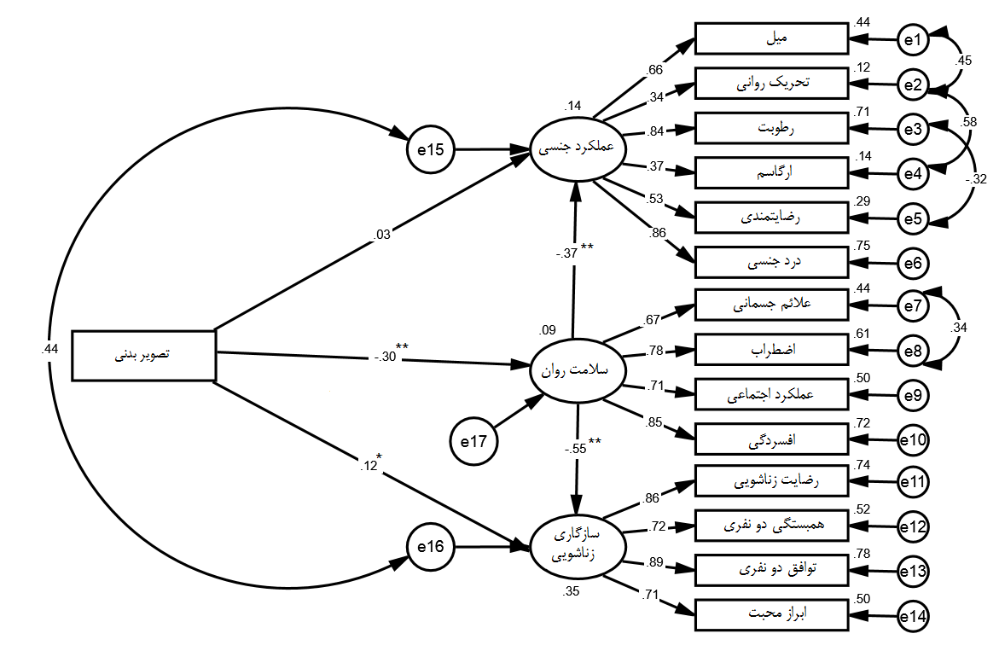 .44
میل
e1
.66
.45
.12
تحریک روانی
e2
.34
.14
.71
.58
رطوبت
e3
.84
e15
عملکرد جنسی
.14
ارگاسم
e4
.37
-.32
.53
.29
رضایتمندی
e5
.03
.86
.75
-.37**
درد جنسی
e6
.44
علائم جسمانی
e7
.67
.09
.34
.44
تصویر بدنی
-.30**
سلامت روان
.78
.61
اضطراب
e8
.71
.50
عملکرد اجتماعی
e9
.85
.72
e17
-.55**
افسردگی
e10
.12*
.74
رضایت زناشویی
e11
.86
.52
همبستگی دو نفری
e12
.72
e16
سازگاری
زناشویی
.89
.78
توافق دو نفری
e13
.35
.71
.50
ابراز محبت
e14